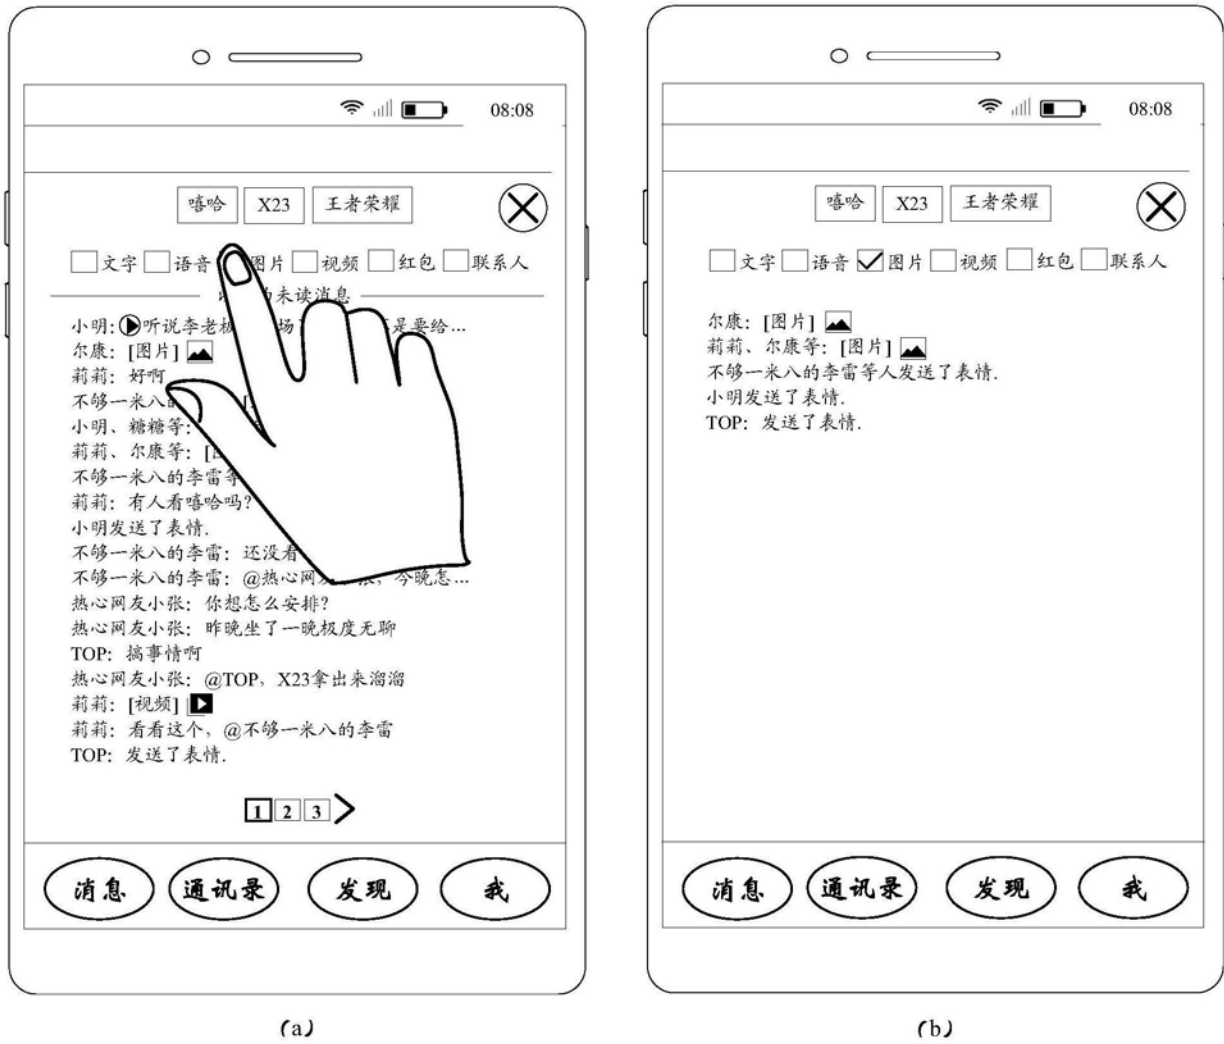 08:08
嘻哈 X23 王者荣耀
文字 语音 图片 视频 红包 联系人
为未读消息
小明: 听说李老板 场 是要给...
尔康: [图片]
莉莉: 好啊
不够一米八的
小明、糖糖等:
莉莉、尔康等: [
不够一米八的李雷等
莉莉: 有人看嘻哈吗?
小明发送了表情.
不够一米八的李雷: 还没看
不够一米八的李雷: @热心网友 张, 今晚怎...
热心网友小张: 你想怎么安排?
热心网友小张: 昨晚坐了一晚极度无聊
TOP: 搞事情啊
热心网友小张: @TOP, X23拿出来溜溜
莉莉: [视频]
莉莉: 看看这个, @不够一米八的李雷
TOP: 发送了表情.
1 2 3
消息 通讯录 发现 我
(a)
08:08
嘻哈 X23 王者荣耀
文字 语音 图片 视频 红包 联系人
尔康: [图片]
莉莉、尔康等: [图片]
不够一米八的李雷等人发送了表情.
小明发送了表情.
TOP: 发送了表情.
消息 通讯录 发现 我
(b)